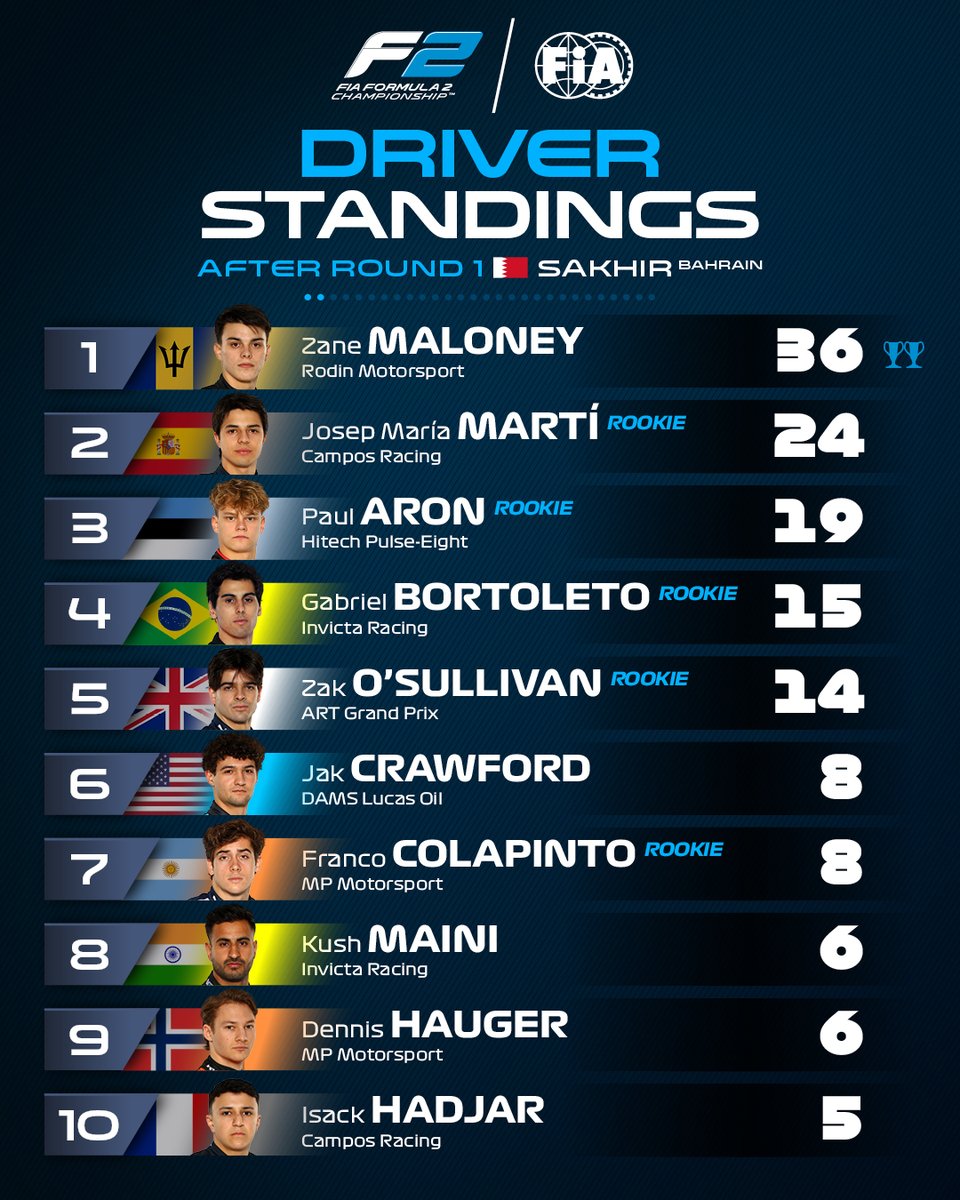 F2
FIA FORMULA 2
CHAMPIONSHIP™
FiA
DRIVER
STANDINGS
AFTER ROUND 1 SAKHIR BAHRAIN
1 Zane MALONEY 36
Rodin Motorsport
2 Josep María MARTÍ ROOKIE 24
Campos Racing
3 Paul ARON ROOKIE 19
Hitech Pulse-Eight
4 Gabriel BORTOLETO ROOKIE 15
Invicta Racing
5 Zak O'SULLIVAN ROOKIE 14
ART Grand Prix
6 Jak CRAWFORD 8
DAMS Lucas Oil
7 Franco COLAPINTO ROOKIE 8
MP Motorsport
8 Kush MAINI 6
Invicta Racing
9 Dennis HAUGER 6
MP Motorsport
10 Isack HADJAR 5
Campos Racing